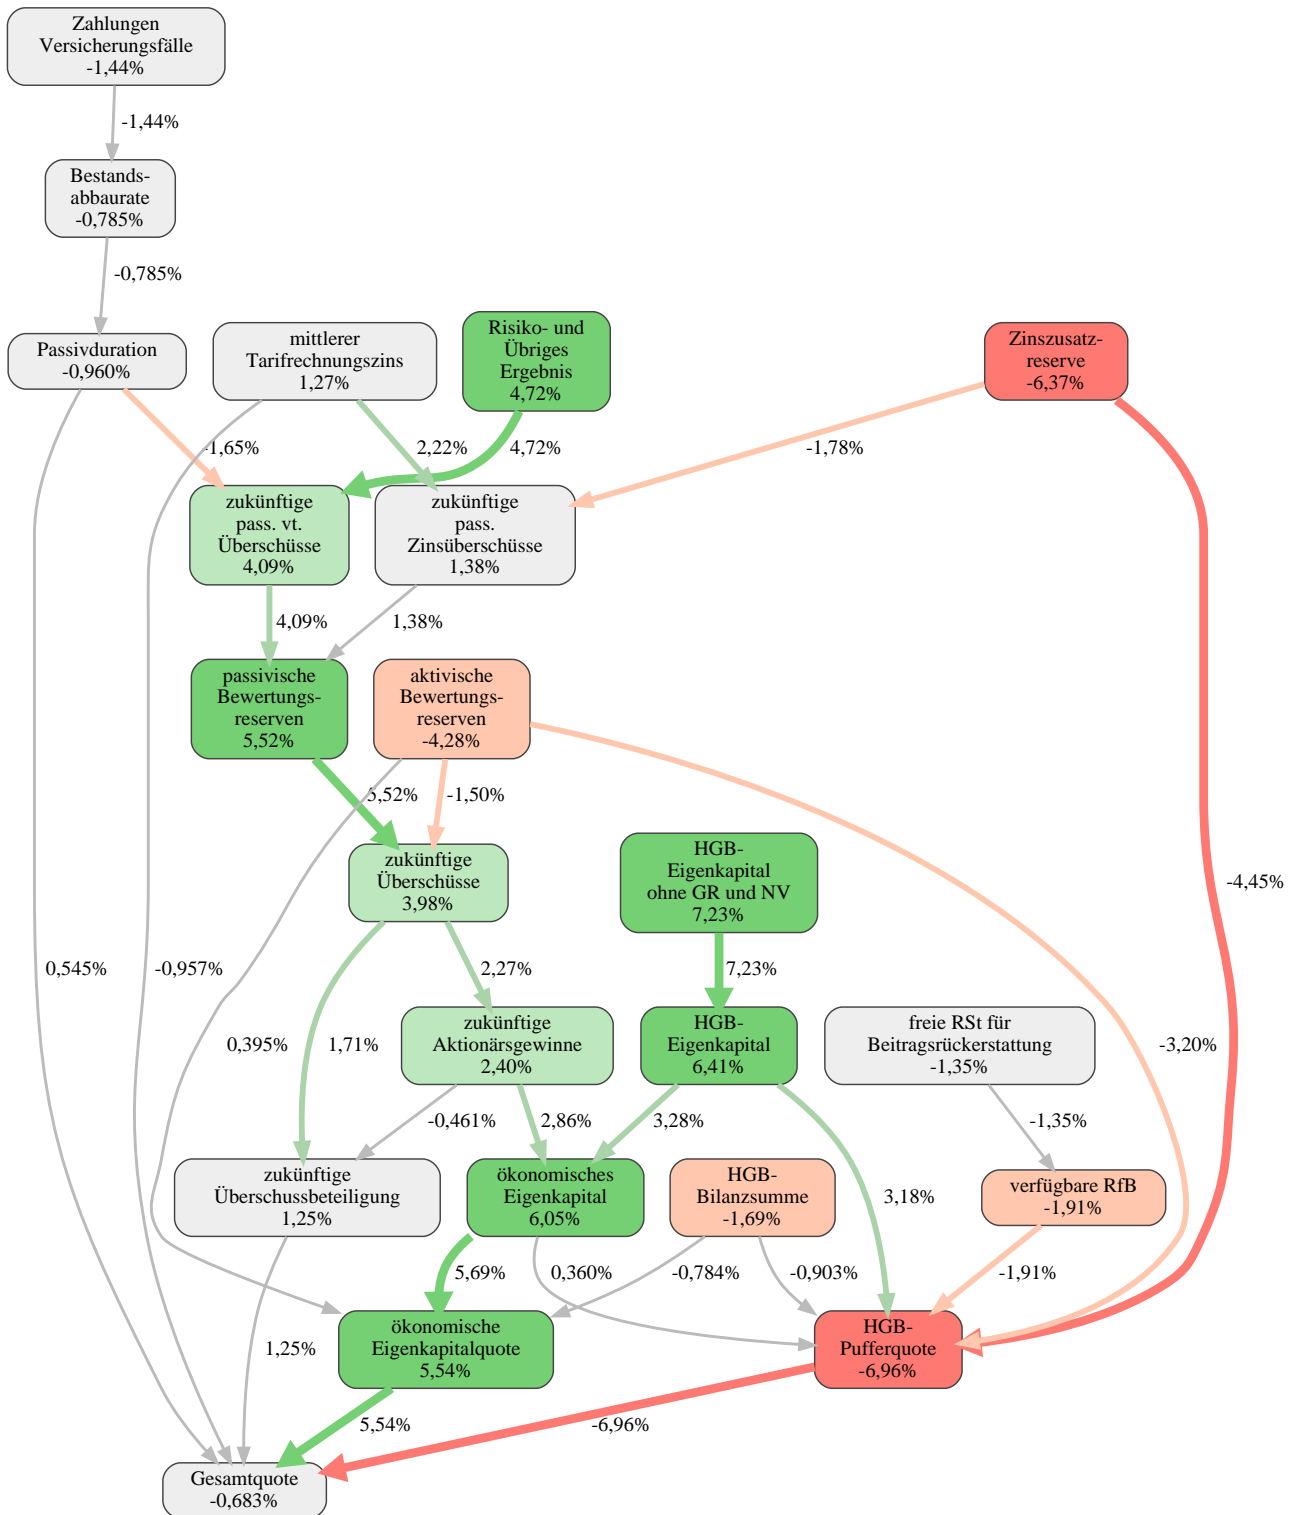 Zahlungen
Versicherungsfälle
-1,44%
-1,44%
Bestands-
abbaurate
-0,785%
-0,785%
Passivduration
-0,960%
mittlerer
Tarifrechnungszins
1,27%
Risiko- und
Übriges
Ergebnis
4,72%
Zinszusatz-
reserve
-6,37%
-1,65%
2,22%
4,72%
-1,78%
zukünftige
pass. vt.
Überschüsse
4,09%
zukünftige
pass.
Zinsüberschüsse
1,38%
4,09%
1,38%
passivische
Bewertungs-
reserven
5,52%
aktivische
Bewertungs-
reserven
-4,28%
5,52%
-1,50%
zukünftige
Überschüsse
3,98%
HGB-
Eigenkapital
ohne GR und NV
7,23%
-4,45%
0,545%
-0,957%
2,27%
7,23%
zukünftige
Aktionärsgewinne
2,40%
HGB-
Eigenkapital
6,41%
freie RSt für
Beitragsrückerstattung
-1,35%
0,395%
1,71%
-3,20%
-0,461%
2,86%
3,28%
-1,35%
zukünftige
Überschussbeteiligung
1,25%
ökonomisches
Eigenkapital
6,05%
HGB-
Bilanzsumme
-1,69%
3,18%
verfügbare RfB
-1,91%
5,69%
0,360%
-0,784%
-0,903%
-1,91%
1,25%
ökonomische
Eigenkapitalquote
5,54%
HGB-
Pufferquote
-6,96%
5,54%
-6,96%
Gesamtquote
-0,683%